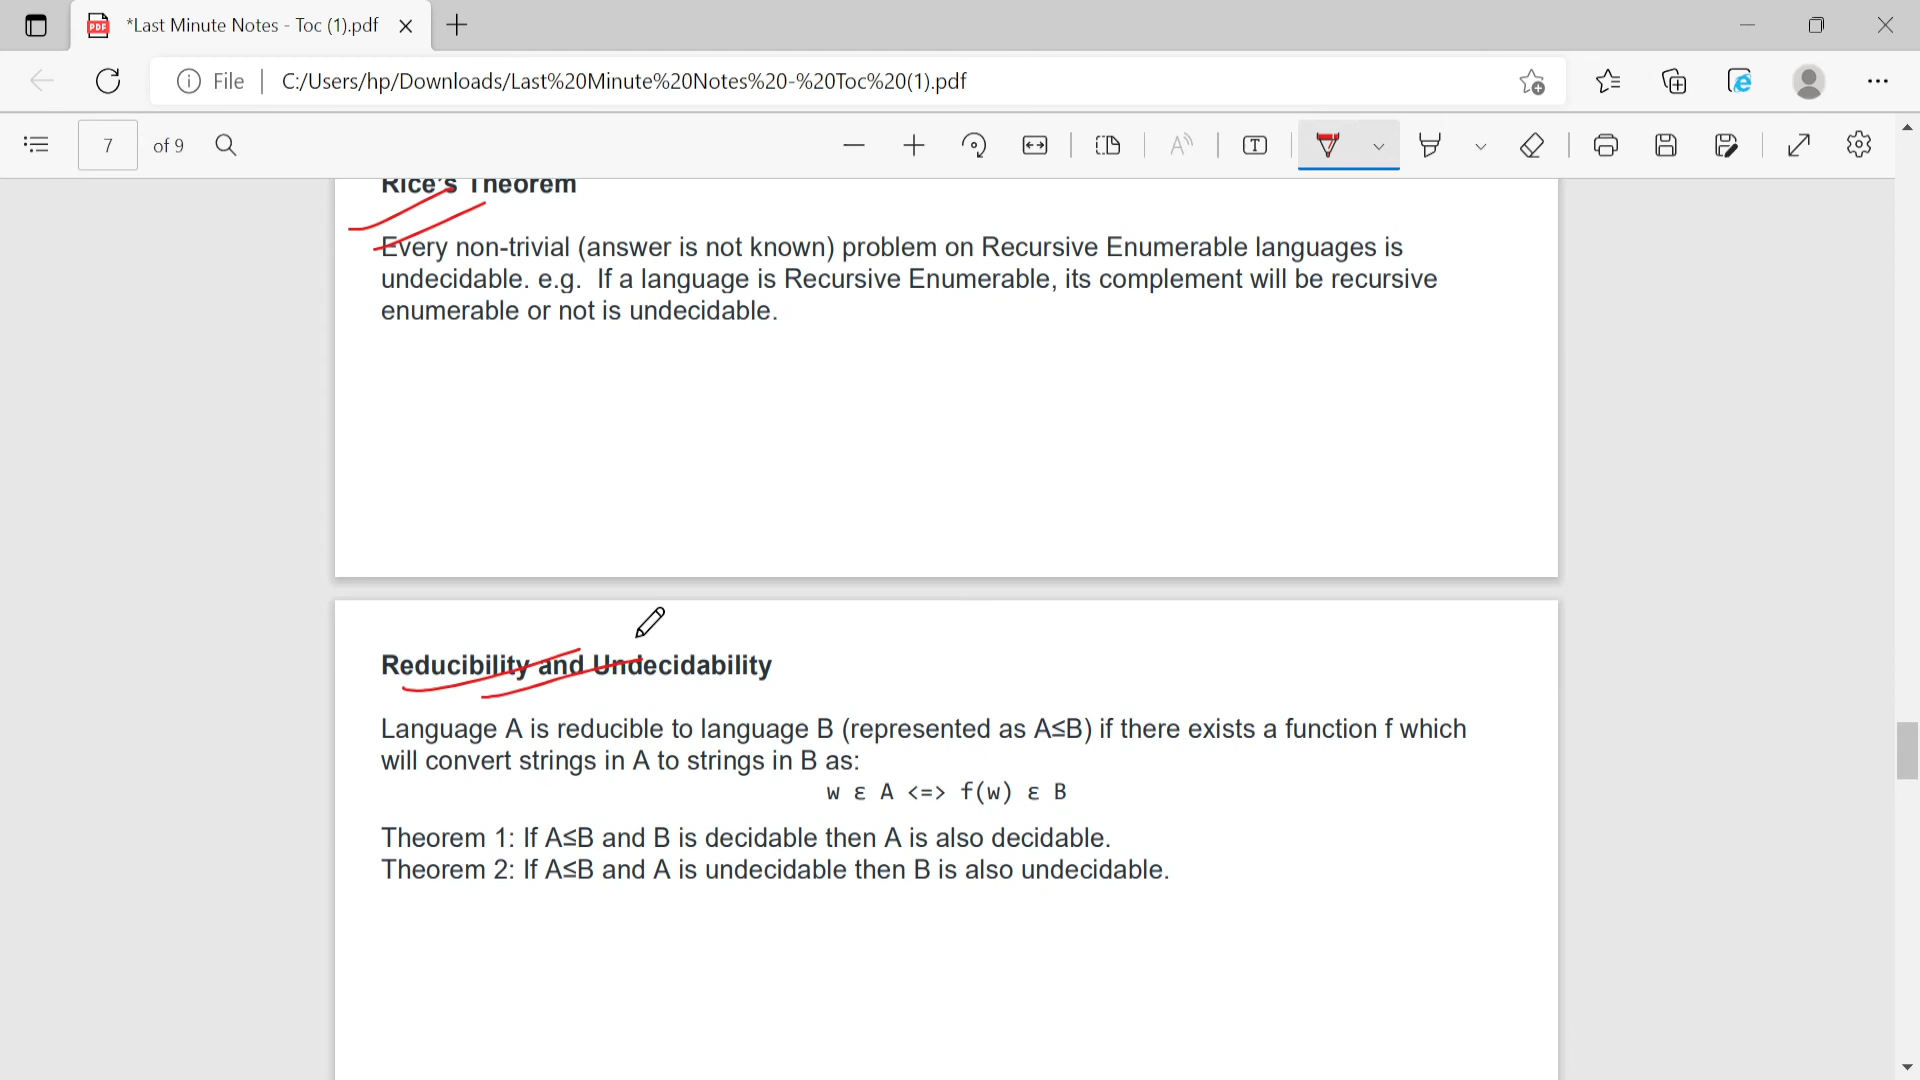 *Last Minute Notes - Toc (1).pdf
File
C:/Users/hp/Downloads/Last%20Minute%20Notes%20-%20Toc%20(1).pdf
7 of 9
Rice's Theorem
Every non-trivial (answer is not known) problem on Recursive Enumerable languages is
undecidable. e.g. If a language is Recursive Enumerable, its complement will be recursive
enumerable or not is undecidable.
Reducibility and Undecidability
Language A is reducible to language B (represented as A≤B) if there exists a function f which
will convert strings in A to strings in B as:
w ε A <=> f(w) ε B
Theorem 1: If A≤B and B is decidable then A is also decidable.
Theorem 2: If A≤B and A is undecidable then B is also undecidable.